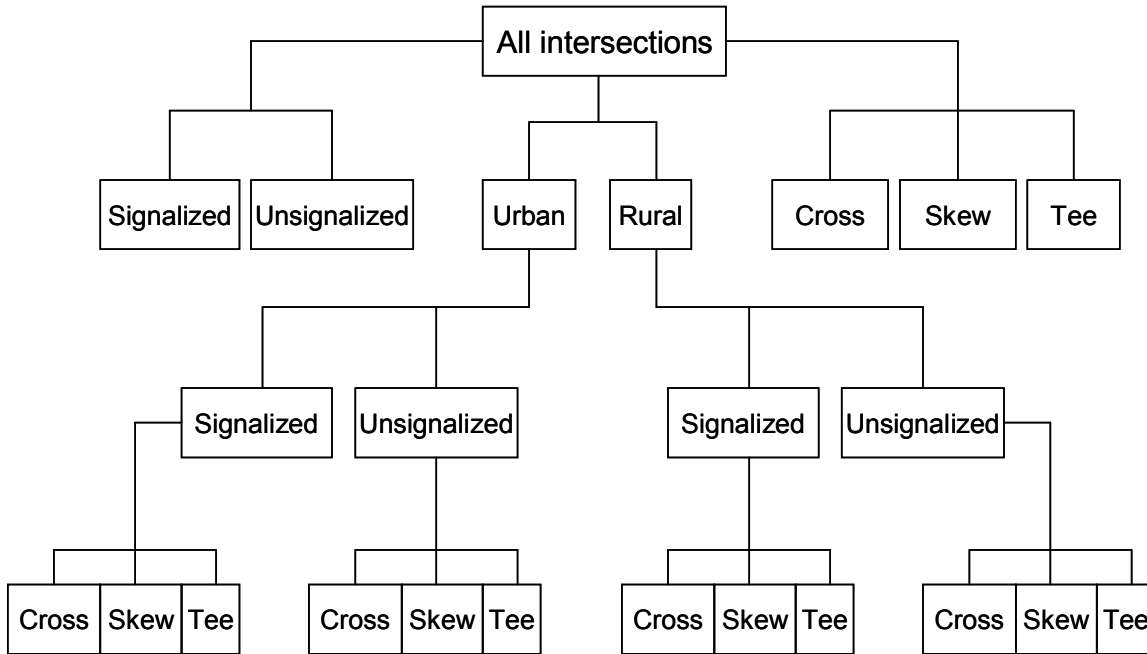 All intersections
Signalized Unsignalized Urban Rural Cross Skew Tee
Signalized Unsignalized Signalized Unsignalized
Cross Skew Tee Cross Skew Tee Cross Skew Tee Cross Skew Tee